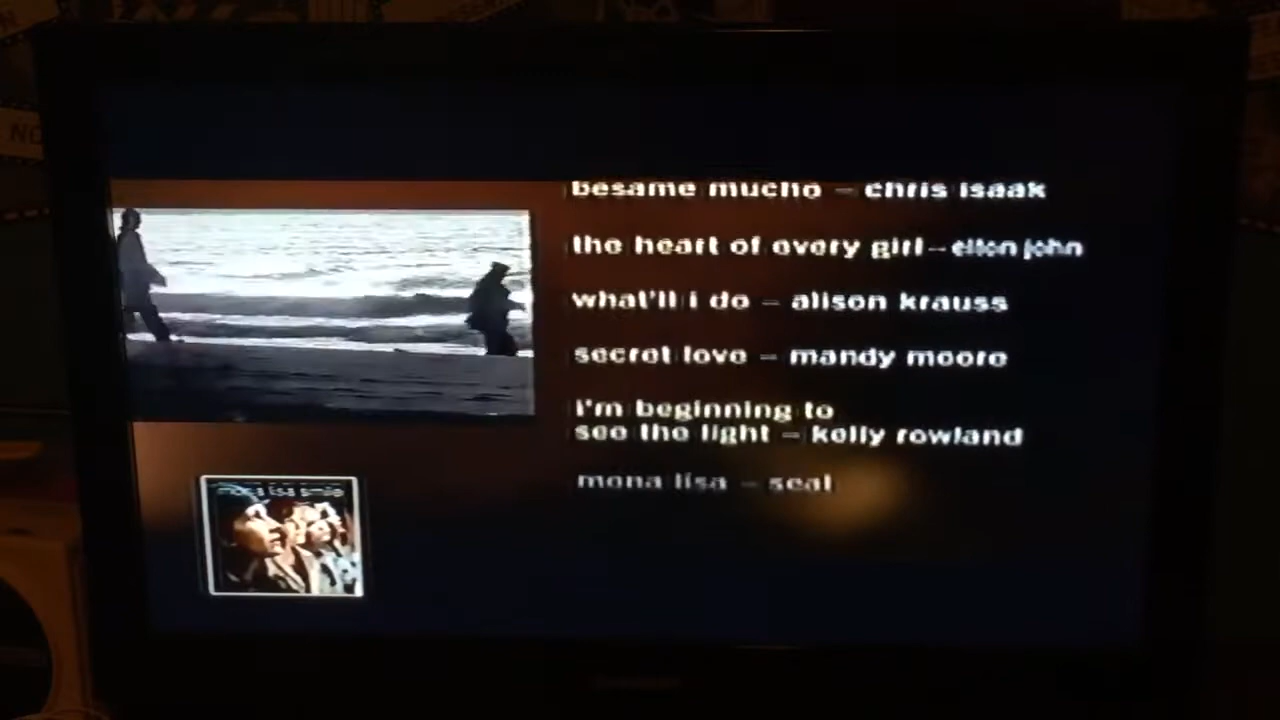 besame mucho – chris isaak
the heart of every girl – elton john
what'll i do – alison krauss
secret love – mandy moore
i'm beginning to
see the light – kelly rowland
mona lisa – seal
mona lisa smile
NO